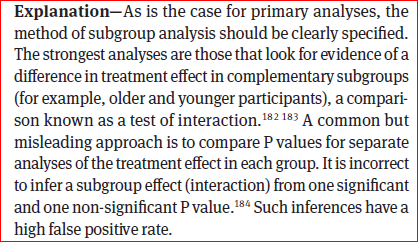 Explanation—As is the case for primary analyses, the
method of subgroup analysis should be clearly specified.
The strongest analyses are those that look for evidence of a
difference in treatment effect in complementary subgroups
(for example, older and younger participants), a compari-
son known as a test of interaction.182 183 A common but
misleading approach is to compare P values for separate
analyses of the treatment effect in each group. It is incorrect
to infer a subgroup effect (interaction) from one significant
and one non-significant P value.184 Such inferences have a
high false positive rate.